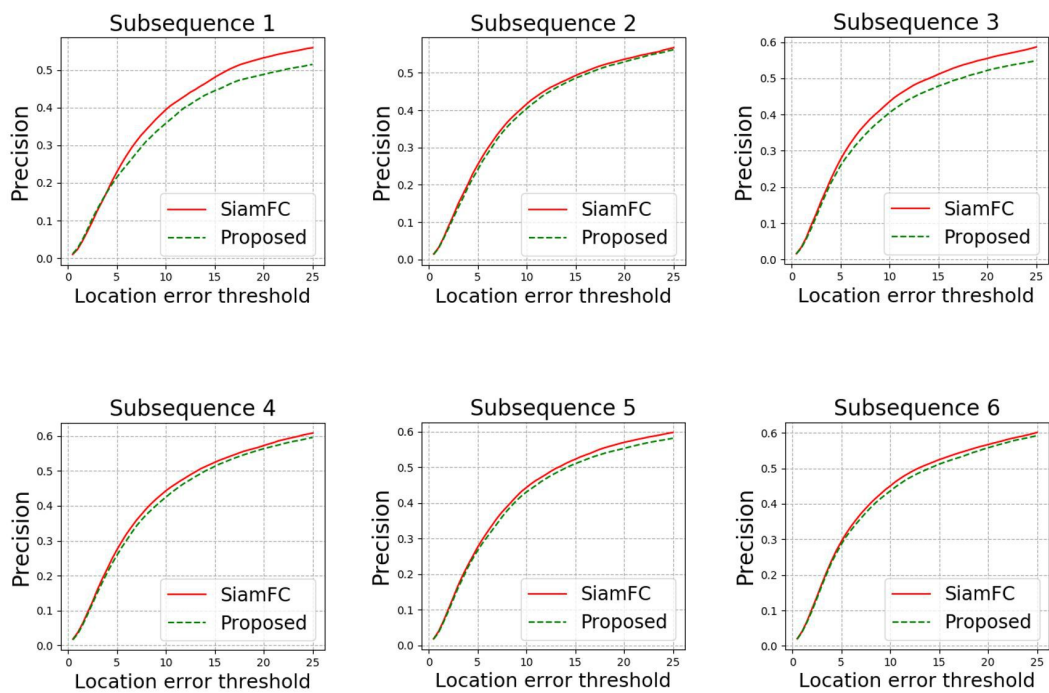 Subsequence 1
Precision
0.5
0.4
0.3
0.2
0.1
0.0
SiamFC
Proposed
0 5 10 15 20 25
Location error threshold
Subsequence 2
Precision
0.5
0.4
0.3
0.2
0.1
0.0
SiamFC
Proposed
0 5 10 15 20 25
Location error threshold
Subsequence 3
Precision
0.6
0.5
0.4
0.3
0.2
0.1
0.0
SiamFC
Proposed
0 5 10 15 20 25
Location error threshold
Subsequence 4
Precision
0.6
0.5
0.4
0.3
0.2
0.1
0.0
SiamFC
Proposed
0 5 10 15 20 25
Location error threshold
Subsequence 5
Precision
0.6
0.5
0.4
0.3
0.2
0.1
0.0
SiamFC
Proposed
0 5 10 15 20 25
Location error threshold
Subsequence 6
Precision
0.6
0.5
0.4
0.3
0.2
0.1
0.0
SiamFC
Proposed
0 5 10 15 20 25
Location error threshold